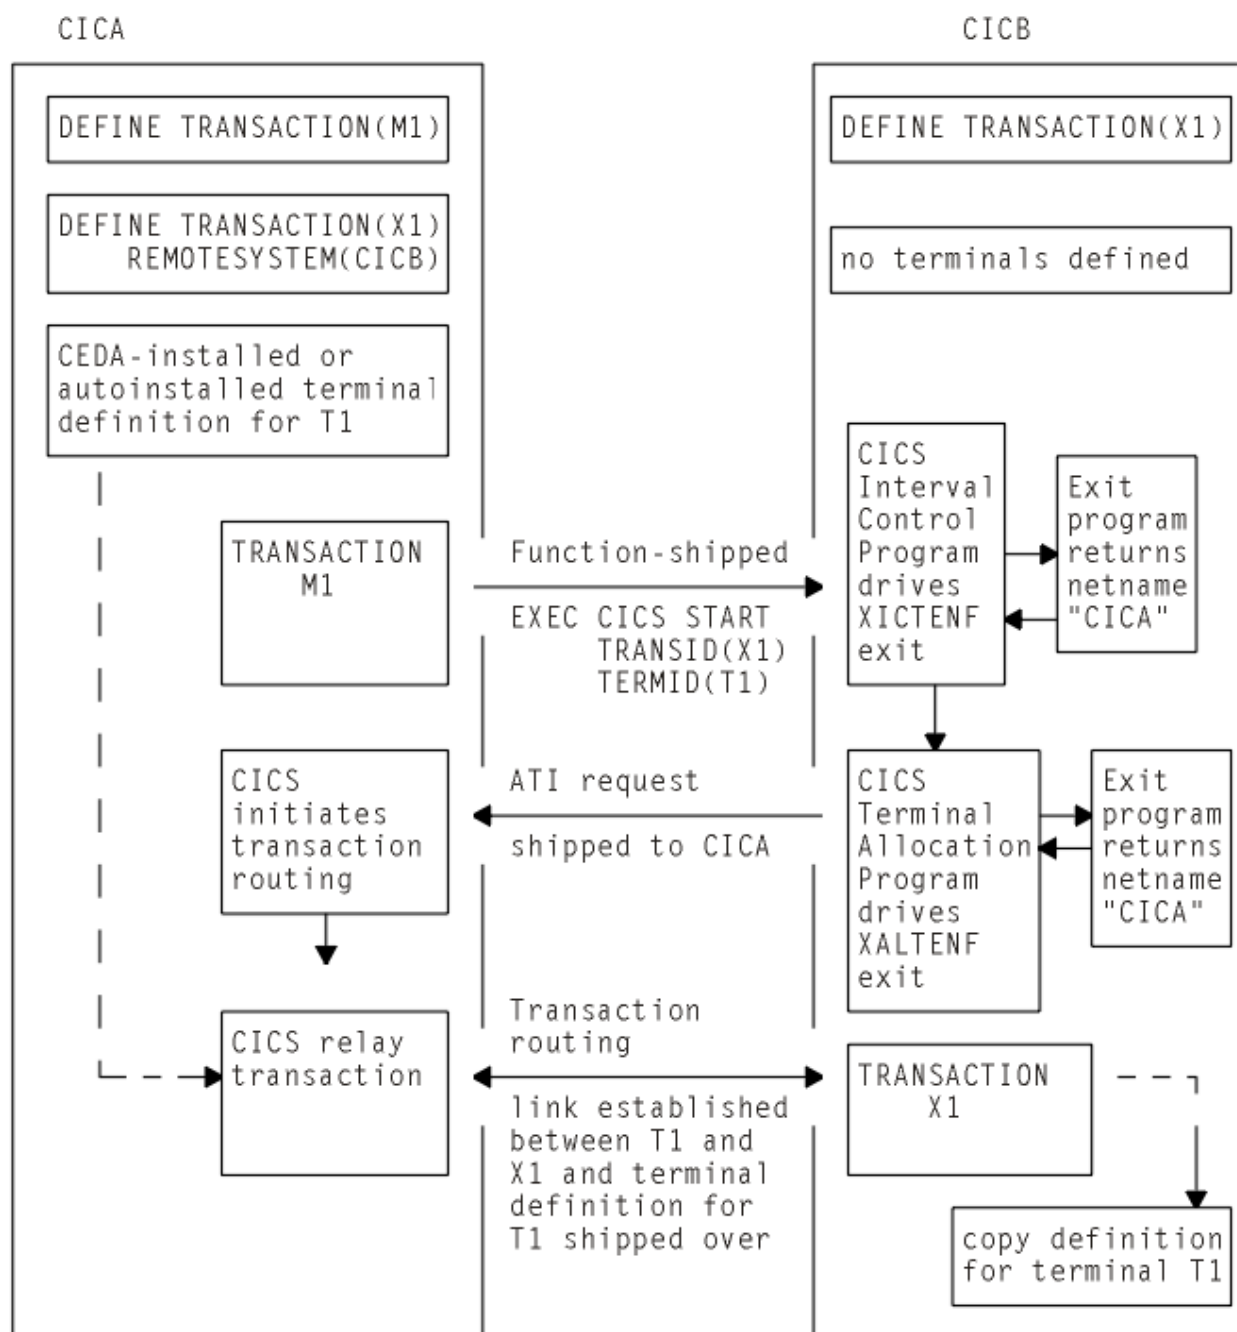 CICA
CICB
DEFINE TRANSACTION(M1)
DEFINE TRANSACTION(X1)
DEFINE TRANSACTION(X1)
REMOTESYSTEM(CICB)
no terminals defined
CEDA-installed or
autoinstalled terminal
definition for T1
CICS
Interval
Control
Program
drives
XICTENF
exit
Exit
program
returns
netname
"CICA"
TRANSACTION
M1
Function-shipped
EXEC CICS START
TRANSID(X1)
TERMID(T1)
CICS
initiates
transaction
routing
ATI request
shipped to CICA
CICS
Terminal
Allocation
Program
drives
XALTENF
exit
Exit
program
returns
netname
"CICA"
CICS relay
transaction
Transaction
routing
link established
between T1 and
X1 and terminal
definition for
T1 shipped over
TRANSACTION
X1
copy definition
for terminal T1